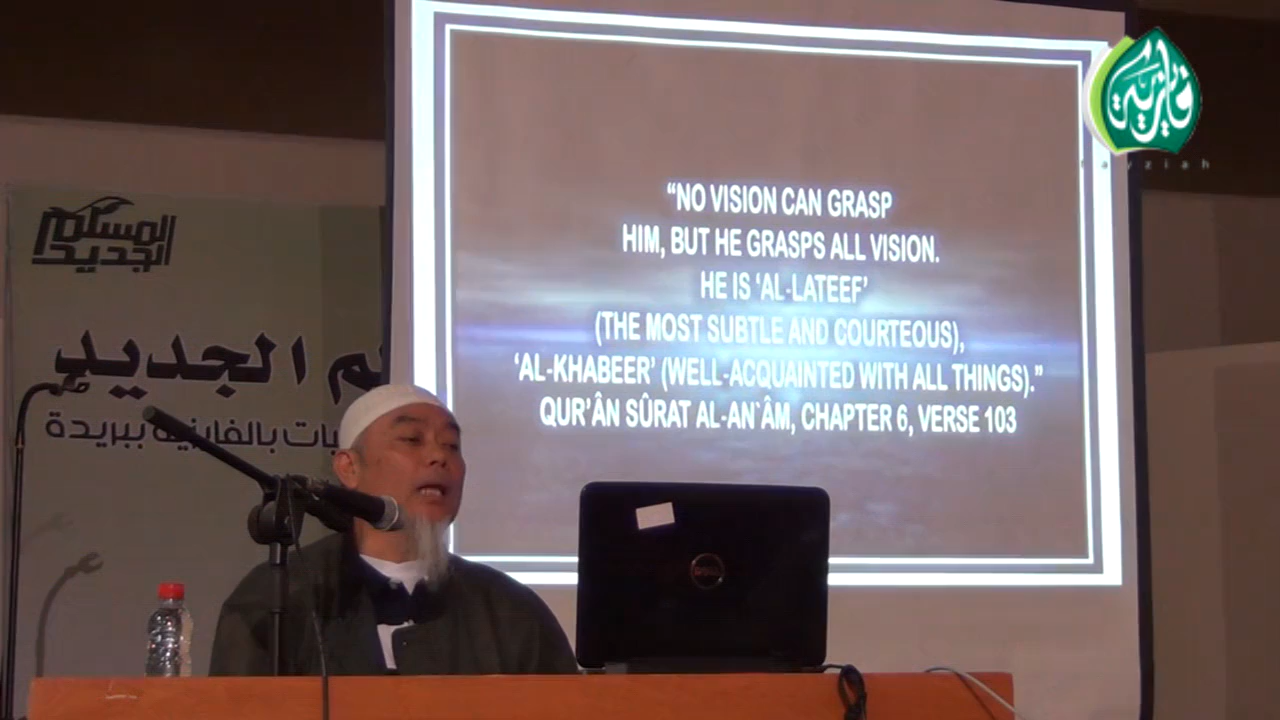 “NO VISION CAN GRASP
HIM, BUT HE GRASPS ALL VISION.
HE IS ‘AL-LATEEF’
(THE MOST SUBTLE AND COURTEOUS),
‘AL-KHABEER’ (WELL-ACQUAINTED WITH ALL THINGS).”
QUR’ÂN SÛRAT AL-AN`ÂM, CHAPTER 6, VERSE 103
المسلم
الجديد
الجديد
بالفايزية ببريدة
فايزية
DELL